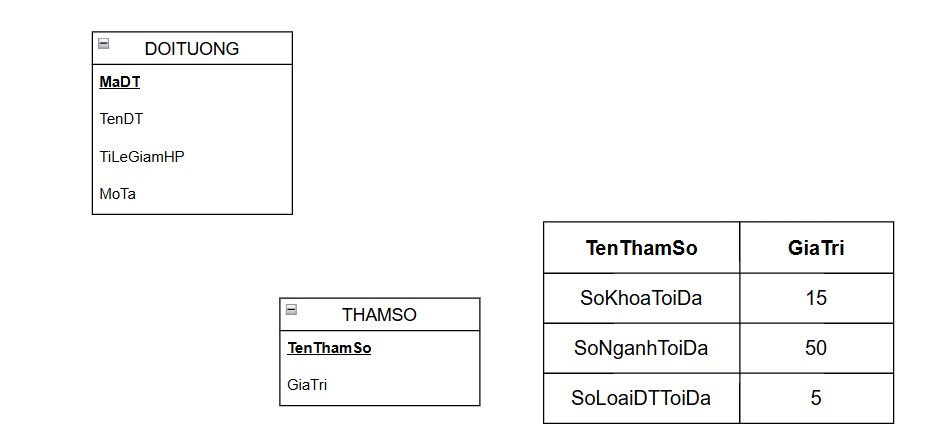 DOITUONG
MaDT
TenDT
TiLeGiamHP
MoTa
THAMSO
TenThamSo
GiaTri
TenThamSo GiaTri
SoKhoaToiDa 15
SoNganhToiDa 50
SoLoaiDTToiDa 5